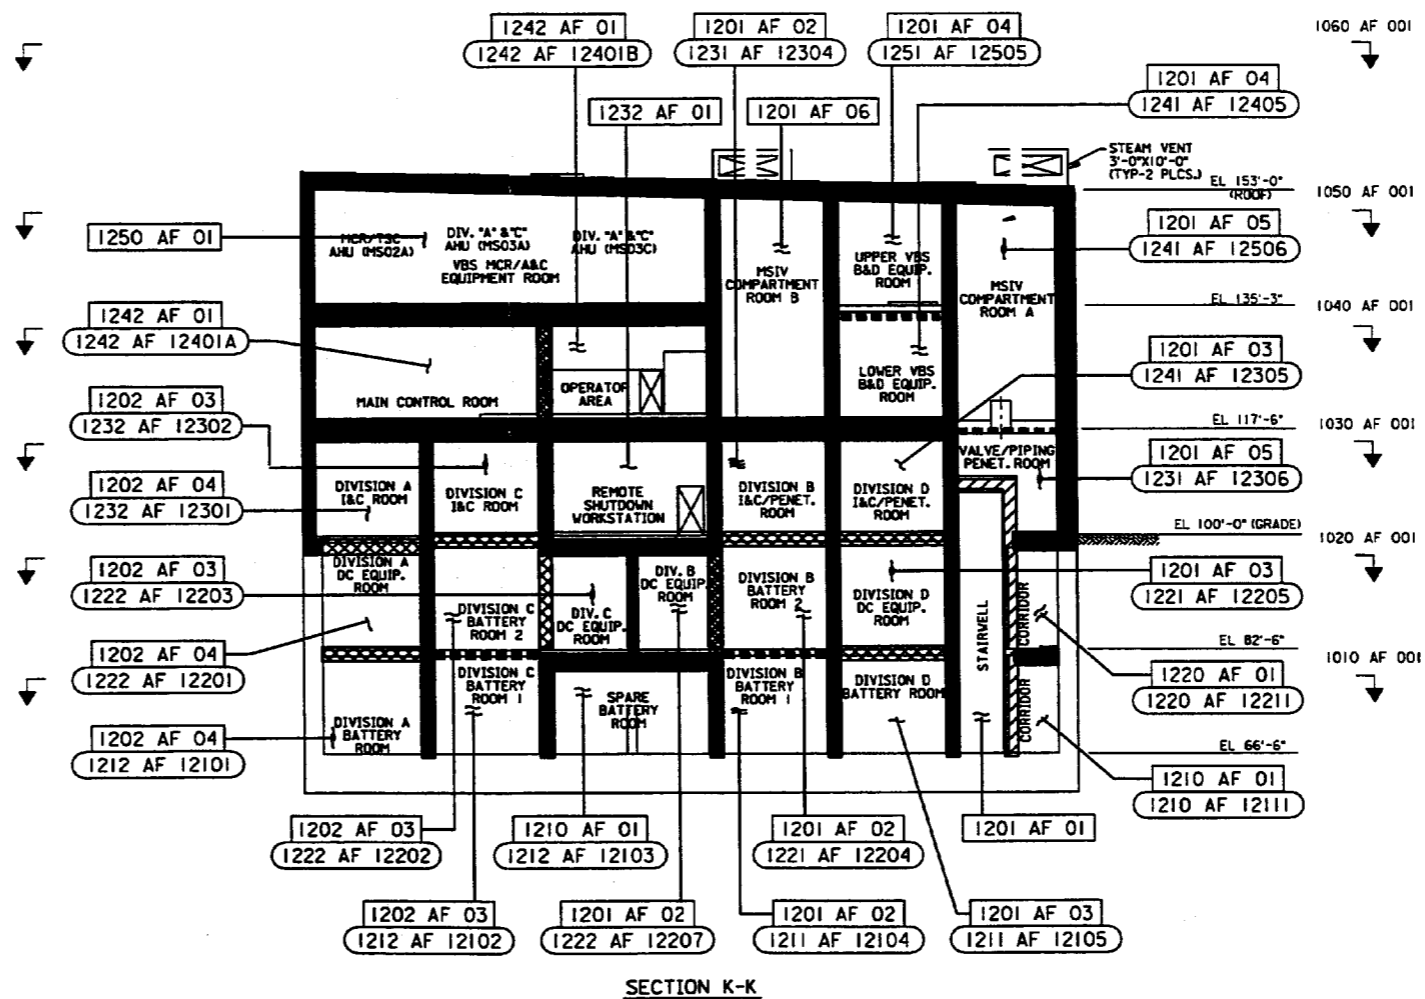 1242 AF 01
1242 AF 12401B
1201 AF 02
1231 AF 12304
1201 AF 04
1251 AF 12505
1060 AF 001
1201 AF 04
1241 AF 12405
1232 AF 01
1201 AF 06
STEAM VENT
3'-0"X10'-0"
(TYP-2 PLCS.)
EL 153'-0"
(ROOF)
1050 AF 001
1250 AF 01
MCR/TSC
AHU (MS02A)
DIV. "A" &"C"
AHU (MS03A)
DIV. "A" &"C"
AHU (MS03C)
VBS MCR/A&C
EQUIPMENT ROOM
MSIV
COMPARTMENT
ROOM B
UPPER VBS
B&D EQUIP.
ROOM
MSIV
COMPARTMENT
ROOM A
1201 AF 05
1241 AF 12506
EL 135'-3"
1040 AF 001
1242 AF 01
1242 AF 12401A
MAIN CONTROL ROOM
OPERATOR
AREA
LOWER VBS
B&D EQUIP.
ROOM
1201 AF 03
1241 AF 12305
1202 AF 03
1232 AF 12302
EL 117'-6"
1030 AF 001
VALVE/PIPING
PENET. ROOM
1201 AF 05
1231 AF 12306
1202 AF 04
1232 AF 12301
DIVISION A
I&C ROOM
DIVISION C
I&C ROOM
REMOTE
SHUTDOWN
WORKSTATION
DIVISION B
I&C/PENET.
ROOM
DIVISION D
I&C/PENET.
ROOM
EL 100'-0" (GRADE)
1020 AF 001
1202 AF 03
1222 AF 12203
DIVISION A
DC EQUIP.
ROOM
DIVISION C
BATTERY
ROOM 2
DIV. C
DC EQUIP.
ROOM
DIV. B
DC EQUIP.
ROOM
DIVISION B
BATTERY
ROOM 2
DIVISION D
DC EQUIP.
ROOM
STAIRWELL
CORRIDOR
1201 AF 03
1221 AF 12205
EL 82'-6"
1010 AF 001
1202 AF 04
1222 AF 12201
1220 AF 01
1220 AF 12211
DIVISION A
BATTERY
ROOM
DIVISION C
BATTERY
ROOM 1
SPARE
BATTERY
ROOM
DIVISION B
BATTERY
ROOM 1
DIVISION D
BATTERY ROOM
CORRIDOR
1202 AF 04
1212 AF 12101
EL 66'-6"
1210 AF 01
1210 AF 12111
1202 AF 03
1222 AF 12202
1210 AF 01
1212 AF 12103
1201 AF 02
1221 AF 12204
1201 AF 01
1202 AF 03
1212 AF 12102
1201 AF 02
1222 AF 12207
1201 AF 02
1211 AF 12104
1201 AF 03
1211 AF 12105
SECTION K-K